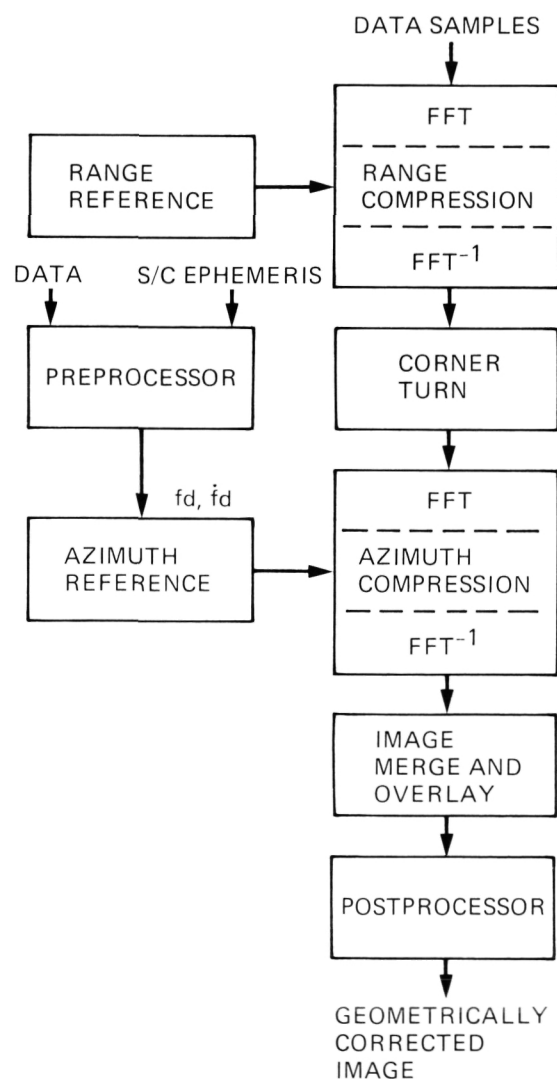 DATA SAMPLES
FFT
RANGE
REFERENCE
RANGE
COMPRESSION
FFT⁻¹
DATA
S/C EPHEMERIS
PREPROCESSOR
CORNER
TURN
fd, ḟd
FFT
AZIMUTH
REFERENCE
AZIMUTH
COMPRESSION
FFT⁻¹
IMAGE
MERGE AND
OVERLAY
POSTPROCESSOR
GEOMETRICALLY
CORRECTED
IMAGE